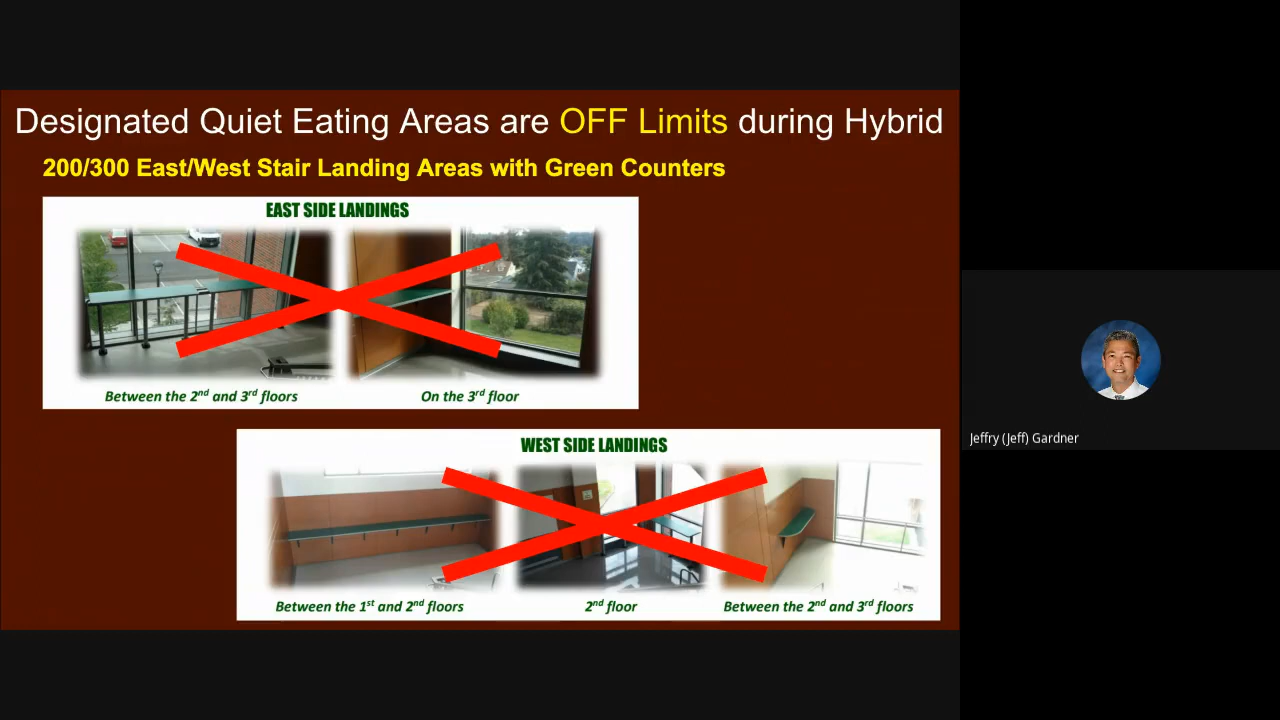 Designated Quiet Eating Areas are OFF Limits during Hybrid
200/300 East/West Stair Landing Areas with Green Counters
EAST SIDE LANDINGS
Between the 2nd and 3rd floors
On the 3rd floor
WEST SIDE LANDINGS
Between the 1st and 2nd floors
2nd floor
Between the 2nd and 3rd floors
Jeffry (Jeff) Gardner